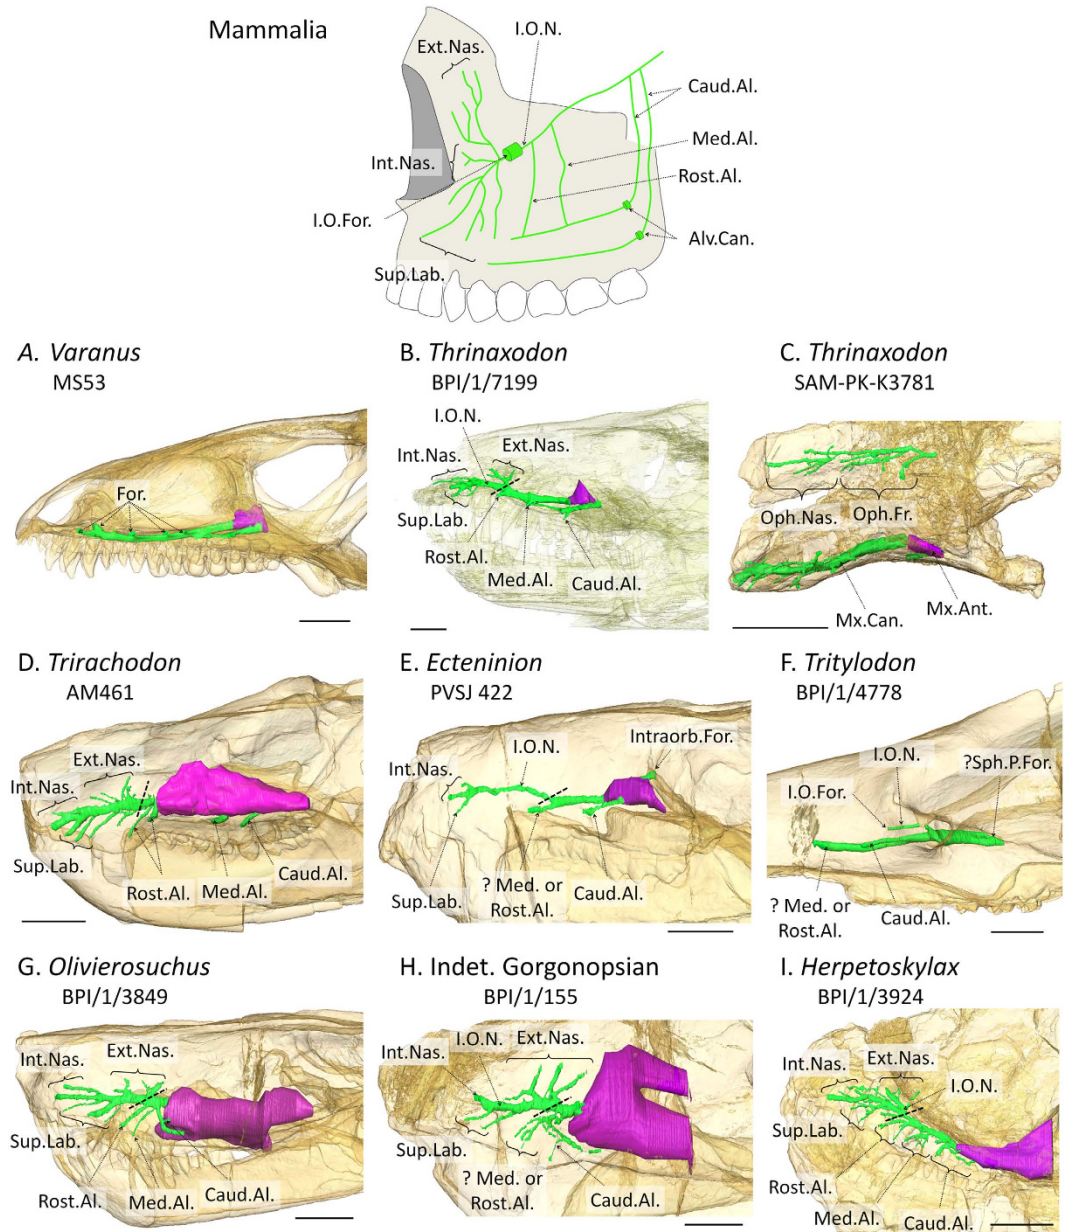 Mammalia
Ext.Nas.
I.O.N.
Caud.Al.
Med.Al.
Int.Nas.
Rost.Al.
I.O.For.
Alv.Can.
Sup.Lab.
A. Varanus
MS53
For.
B. Thrinaxodon
BPI/1/7199
I.O.N.
Ext.Nas.
Int.Nas.
Sup.Lab.
Rost.Al.
Med.Al.
Caud.Al.
C. Thrinaxodon
SAM-PK-K3781
Oph.Nas.
Oph.Fr.
Mx.Ant.
Mx.Can.
D. Trirachodon
AM461
Ext.Nas.
Int.Nas.
Sup.Lab.
Rost.Al.
Med.Al.
Caud.Al.
E. Ecteninion
PVSJ 422
I.O.N.
Intraorb.For.
Int.Nas.
Sup.Lab.
? Med. or
Rost.Al.
Caud.Al.
F. Tritylodon
BPI/1/4778
I.O.N.
?Sph.P.For.
I.O.For.
? Med. or
Rost.Al.
Caud.Al.
G. Olivierosuchus
BPI/1/3849
Ext.Nas.
Int.Nas.
Sup.Lab.
Rost.Al.
Med.Al.
Caud.Al.
H. Indet. Gorgonopsian
BPI/1/155
I.O.N.
Ext.Nas.
Int.Nas.
Sup.Lab.
? Med. or
Rost.Al.
Caud.Al.
I. Herpetoskylax
BPI/1/3924
Ext.Nas.
Int.Nas.
I.O.N.
Sup.Lab.
Rost.Al.
Med.Al.
Caud.Al.